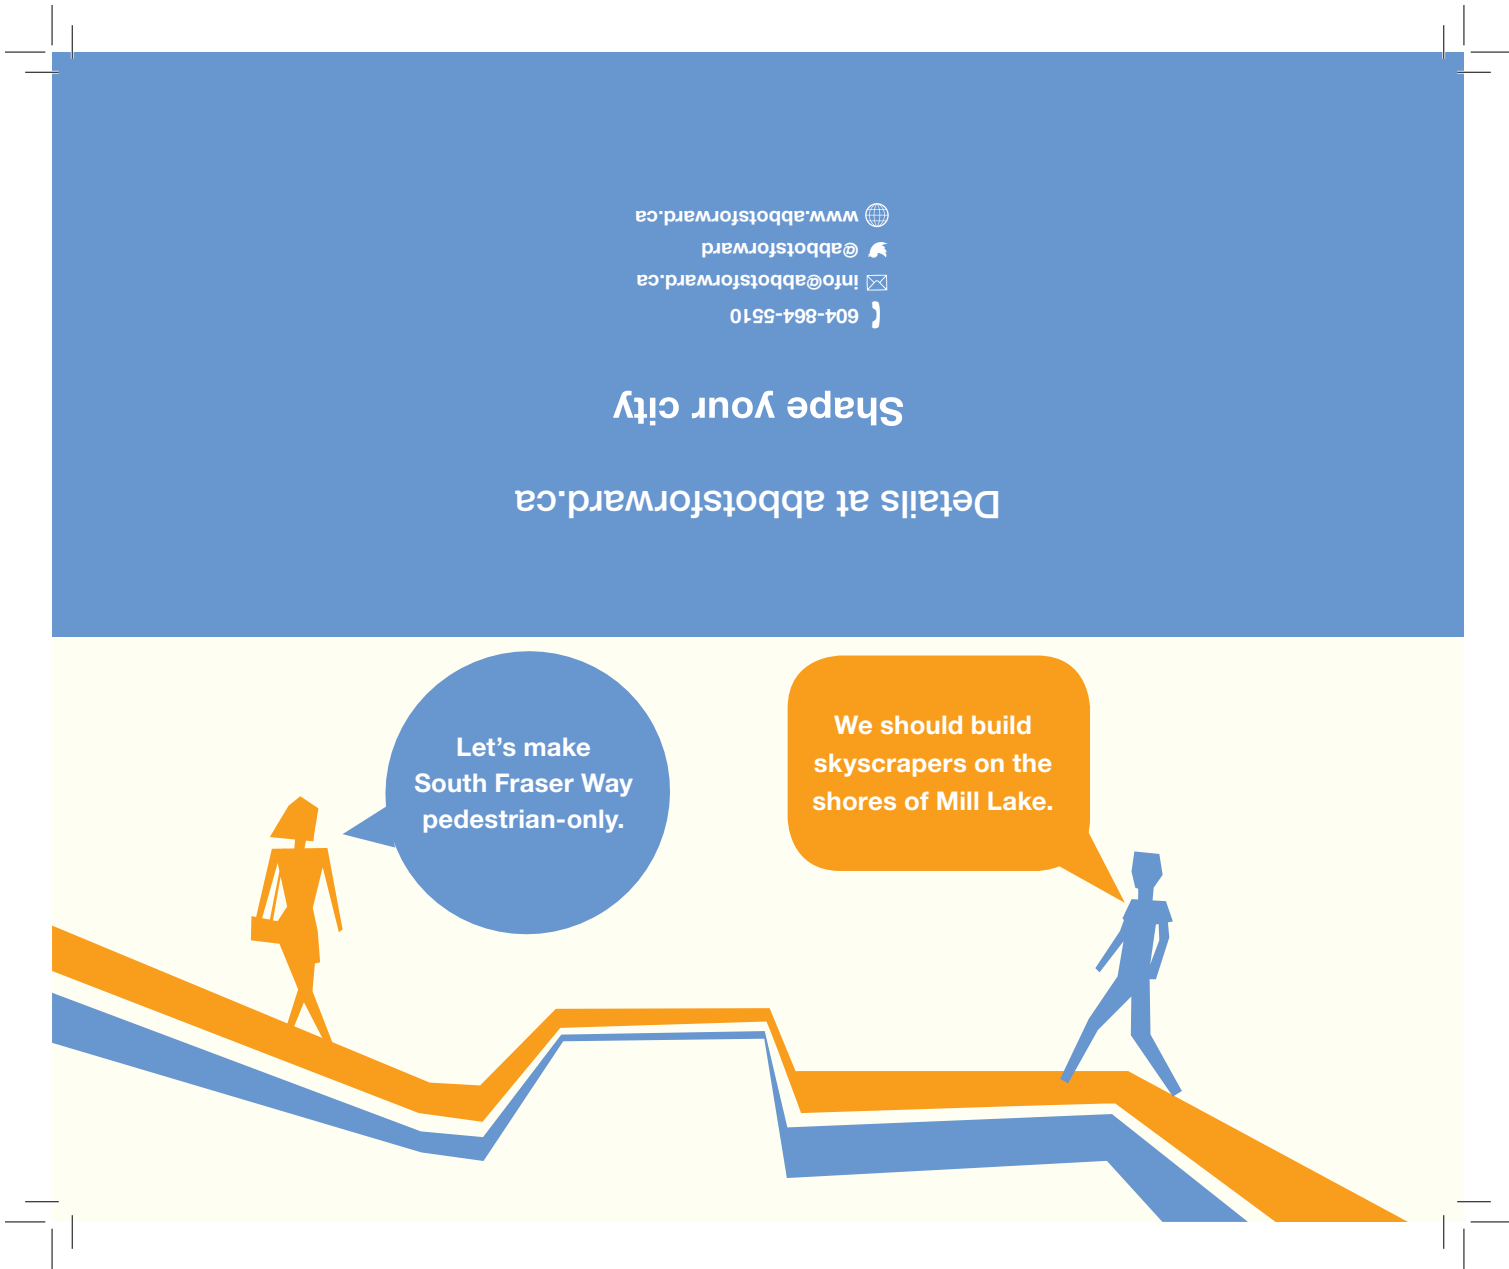 Details at abbotsforward.ca
Shape your city
604-864-5510
info@abbotsforward.ca
@abbotsforward
www.abbotsforward.ca
Let’s make
South Fraser Way
pedestrian-only.
We should build
skyscrapers on the
shores of Mill Lake.